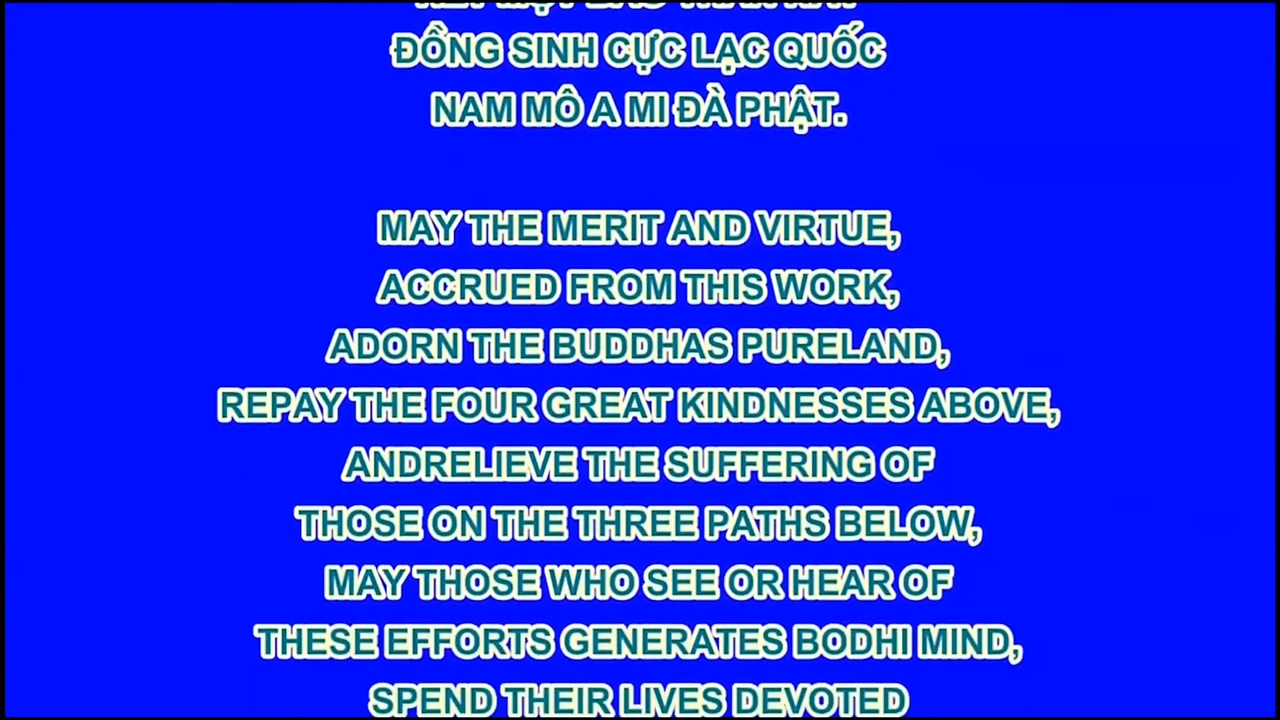 ĐỒNG SINH CỰC LẠC QUỐC
NAM MÔ A MI ĐÀ PHẬT.
MAY THE MERIT AND VIRTUE,
ACCRUED FROM THIS WORK,
ADORN THE BUDDHAS PURELAND,
REPAY THE FOUR GREAT KINDNESSES ABOVE,
ANDRELIEVE THE SUFFERING OF
THOSE ON THE THREE PATHS BELOW,
MAY THOSE WHO SEE OR HEAR OF
THESE EFFORTS GENERATES BODHI MIND,
SPEND THEIR LIVES DEVOTED